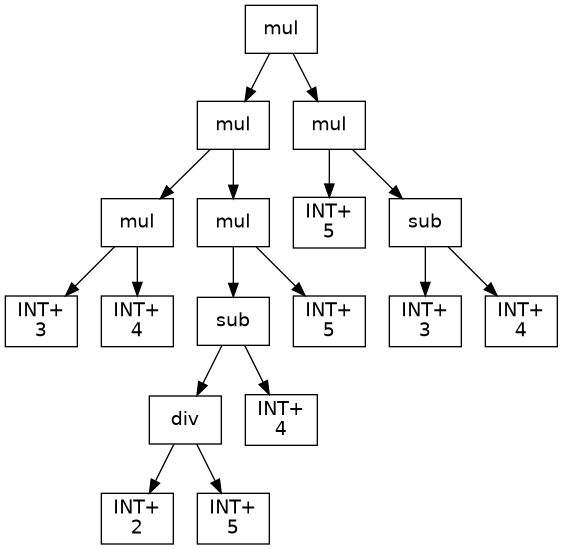 mul
mul
mul
mul
mul
INT+
5
sub
INT+
3
INT+
4
sub
INT+
5
INT+
3
INT+
4
div
INT+
4
INT+
2
INT+
5